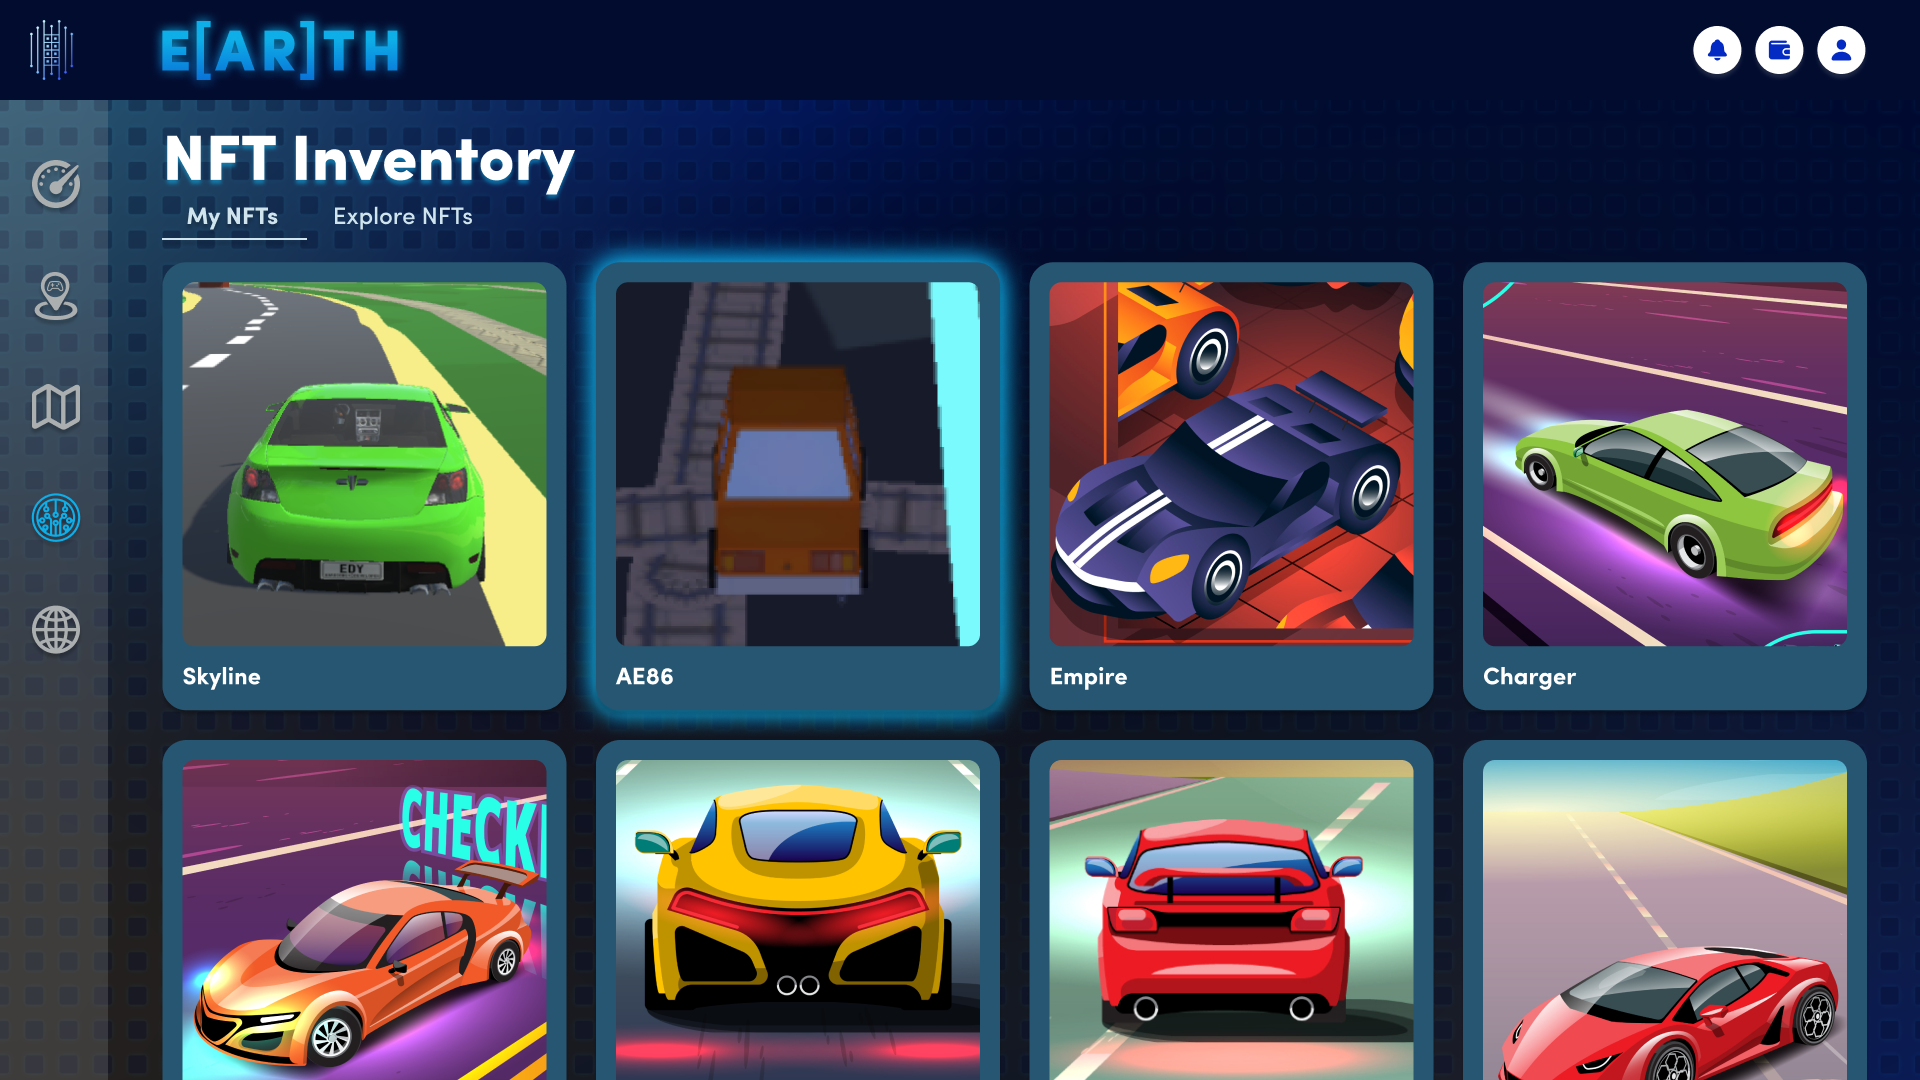 E[AR]TH
NFT Inventory
My NFTs
Explore NFTs
EDY
Skyline
AE86
Empire
Charger
CHECK